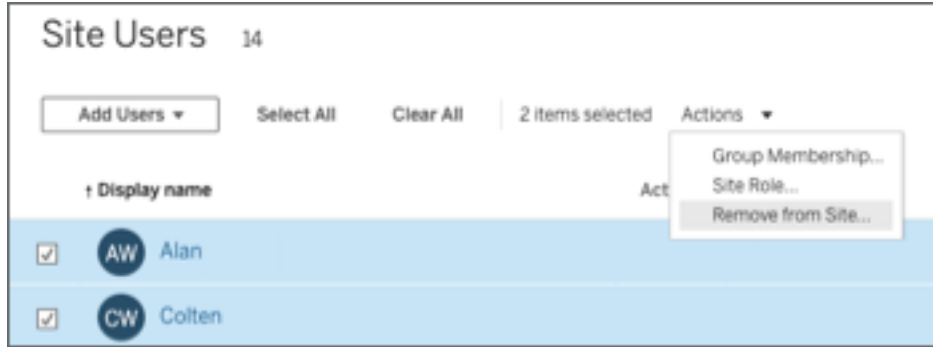 Site Users 14
Add Users Select All Clear All 2 items selected Actions
Group Membership...
↑ Display name Act Site Role...
Remove from Site...
AW Alan
CW Colten